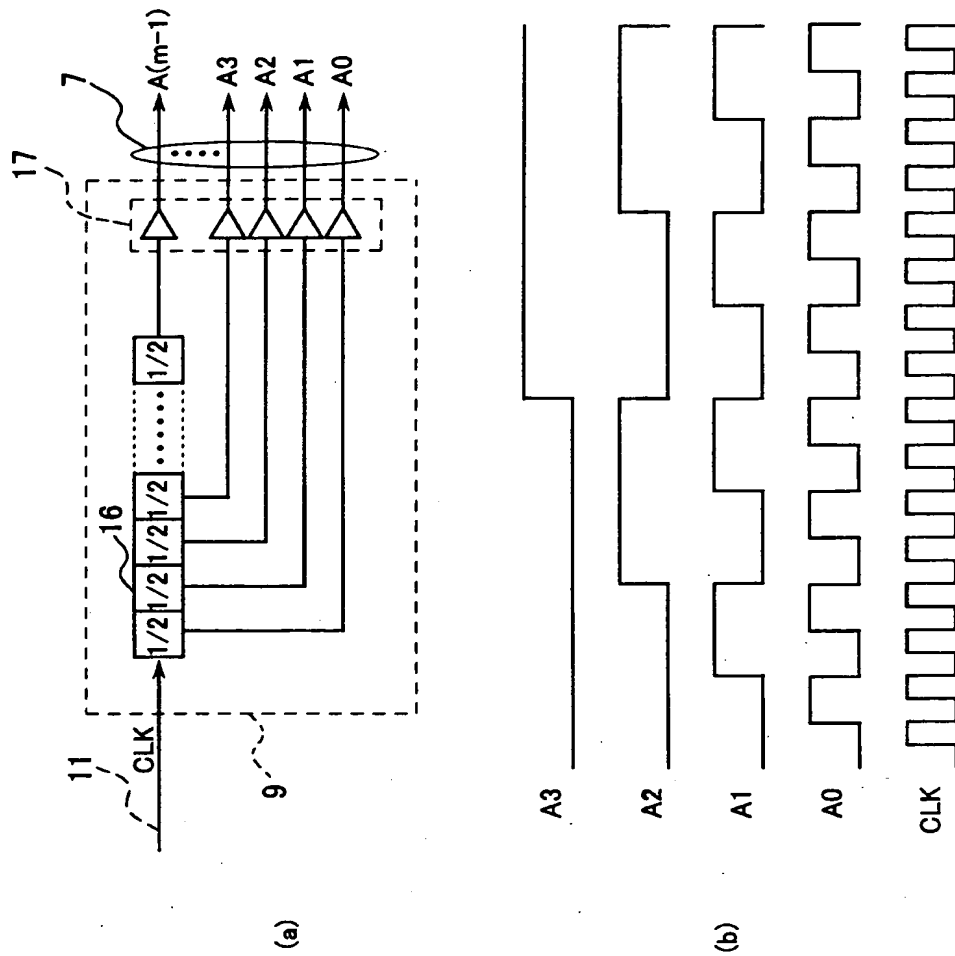 (a)
11
CLK
9
16
1/2 1/2 1/2 1/2 ...... 1/2
17
7
A(m-1)
....
A3
A2
A1
A0
(b)
A3
A2
A1
A0
CLK